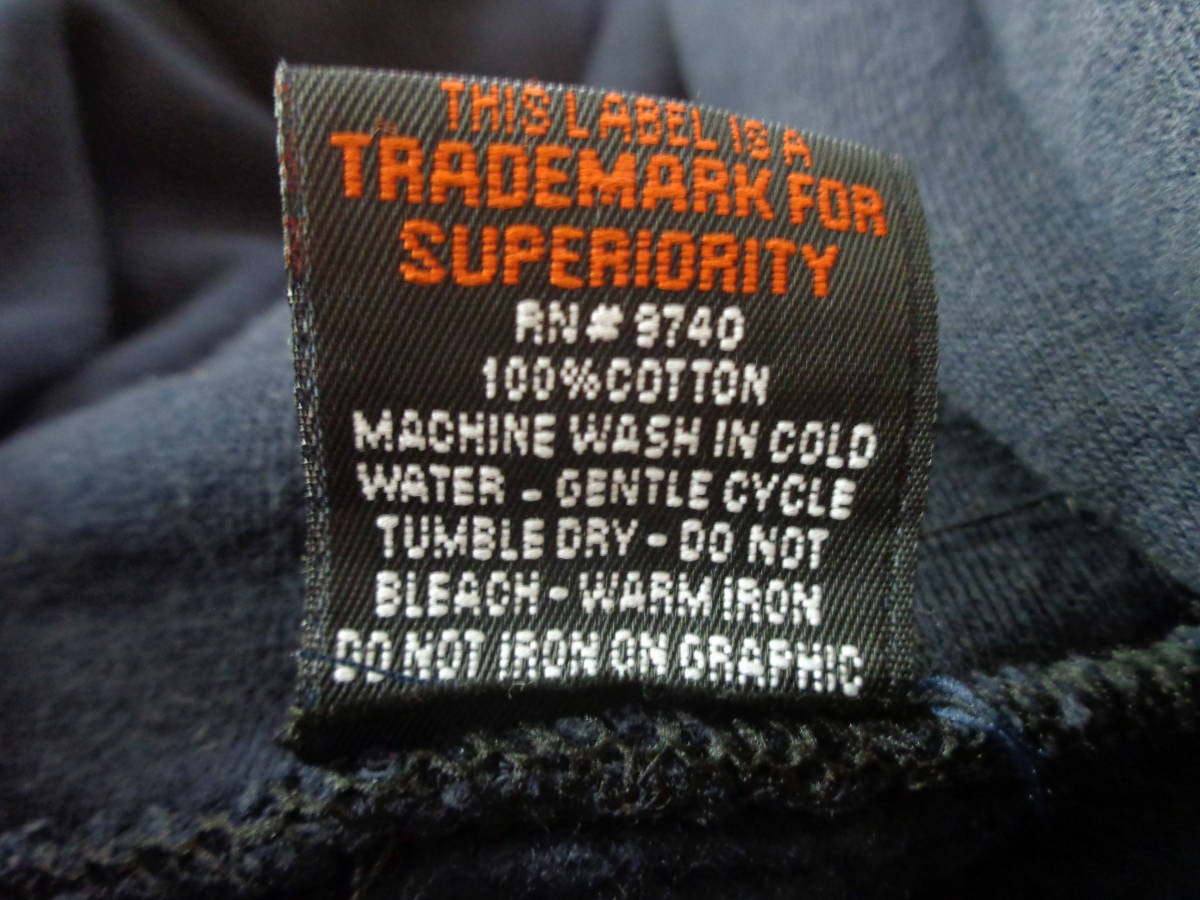 THIS LABEL IS A
TRADEMARK FOR
SUPERIORITY
RN# 9740
100% COTTON
MACHINE WASH IN COLD
WATER - GENTLE CYCLE
TUMBLE DRY - DO NOT
BLEACH - WARM IRON
DO NOT IRON ON GRAPHIC